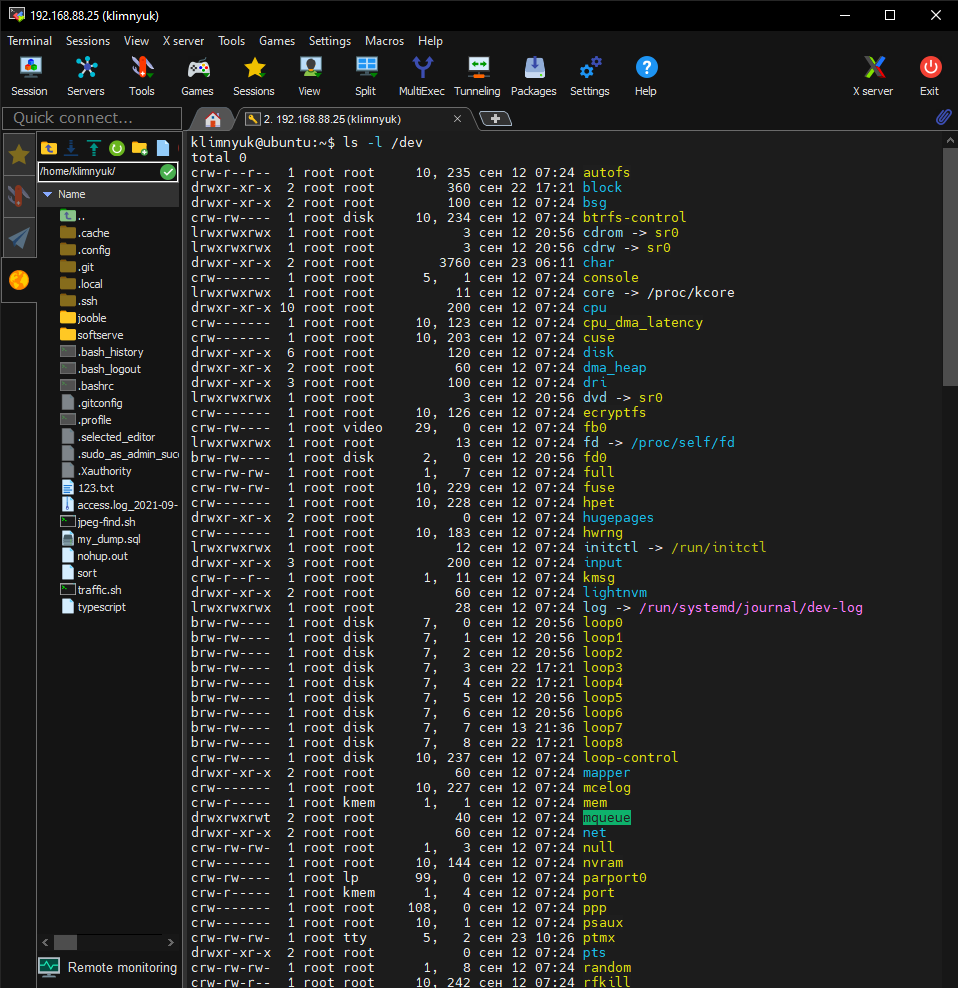 192.168.88.25 (klimnyuk)
Terminal Sessions View X server Tools Games Settings Macros Help
Session Servers Tools Games Sessions View Split MultiExec Tunneling Packages Settings Help X server Exit
Quick connect...
2. 192.168.88.25 (klimnyuk)
/home/klimnyuk/
Name
..
.cache
.config
.git
.local
.ssh
jooble
softserve
.bash_history
.bash_logout
.bashrc
.gitconfig
.profile
.selected_editor
.sudo_as_admin_succ
.Xauthority
123.txt
access.log_2021-09-
jpeg-find.sh
my_dump.sql
nohup.out
sort
traffic.sh
typescript
Remote monitoring
klimnyuk@ubuntu:~$ ls -l /dev
total 0
crw-r--r-- 1 root root 10, 235 сен 12 07:24 autofs
drwxr-xr-x 2 root root 360 сен 22 17:21 block
drwxr-xr-x 2 root root 100 сен 12 07:24 bsg
crw-rw---- 1 root disk 10, 234 сен 12 07:24 btrfs-control
lrwxrwxrwx 1 root root 3 сен 12 20:56 cdrom -> sr0
lrwxrwxrwx 1 root root 3 сен 12 20:56 cdrw -> sr0
drwxr-xr-x 2 root root 3760 сен 23 06:11 char
crw------- 1 root root 5, 1 сен 12 07:24 console
lrwxrwxrwx 1 root root 11 сен 12 07:24 core -> /proc/kcore
drwxr-xr-x 10 root root 200 сен 12 07:24 cpu
crw------- 1 root root 10, 123 сен 12 07:24 cpu_dma_latency
crw------- 1 root root 10, 203 сен 12 07:24 cuse
drwxr-xr-x 6 root root 120 сен 12 07:24 disk
drwxr-xr-x 2 root root 60 сен 12 07:24 dma_heap
drwxr-xr-x 3 root root 100 сен 12 07:24 dri
lrwxrwxrwx 1 root root 3 сен 12 20:56 dvd -> sr0
crw------- 1 root root 10, 126 сен 12 07:24 ecryptfs
crw-rw---- 1 root video 29, 0 сен 12 07:24 fb0
lrwxrwxrwx 1 root root 13 сен 12 07:24 fd -> /proc/self/fd
brw-rw---- 1 root disk 2, 0 сен 12 20:56 fd0
crw-rw-rw- 1 root root 1, 7 сен 12 07:24 full
crw-rw-rw- 1 root root 10, 229 сен 12 07:24 fuse
crw------- 1 root root 10, 228 сен 12 07:24 hpet
drwxr-xr-x 2 root root 0 сен 12 07:24 hugepages
crw------- 1 root root 10, 183 сен 12 07:24 hwrng
lrwxrwxrwx 1 root root 12 сен 12 07:24 initctl -> /run/initctl
drwxr-xr-x 3 root root 200 сен 12 07:24 input
crw-r--r-- 1 root root 1, 11 сен 12 07:24 kmsg
drwxr-xr-x 2 root root 60 сен 12 07:24 lightnvm
lrwxrwxrwx 1 root root 28 сен 12 07:24 log -> /run/systemd/journal/dev-log
brw-rw---- 1 root disk 7, 0 сен 12 20:56 loop0
brw-rw---- 1 root disk 7, 1 сен 12 20:56 loop1
brw-rw---- 1 root disk 7, 2 сен 12 20:56 loop2
brw-rw---- 1 root disk 7, 3 сен 22 17:21 loop3
brw-rw---- 1 root disk 7, 4 сен 22 17:21 loop4
brw-rw---- 1 root disk 7, 5 сен 12 20:56 loop5
brw-rw---- 1 root disk 7, 6 сен 12 20:56 loop6
brw-rw---- 1 root disk 7, 7 сен 13 21:36 loop7
brw-rw---- 1 root disk 7, 8 сен 22 17:21 loop8
crw-rw---- 1 root disk 10, 237 сен 12 07:24 loop-control
drwxr-xr-x 2 root root 60 сен 12 07:24 mapper
crw------- 1 root root 10, 227 сен 12 07:24 mcelog
crw-r----- 1 root kmem 1, 1 сен 12 07:24 mem
drwxrwxrwt 2 root root 40 сен 12 07:24 mqueue
drwxr-xr-x 2 root root 60 сен 12 07:24 net
crw-rw-rw- 1 root root 1, 3 сен 12 07:24 null
crw------- 1 root root 10, 144 сен 12 07:24 nvram
crw-rw---- 1 root lp 99, 0 сен 12 07:24 parport0
crw-r----- 1 root kmem 1, 4 сен 12 07:24 port
crw------- 1 root root 108, 0 сен 12 07:24 ppp
crw------- 1 root root 10, 1 сен 12 07:24 psaux
crw-rw-rw- 1 root tty 5, 2 сен 23 10:26 ptmx
drwxr-xr-x 2 root root 0 сен 12 07:24 pts
crw-rw-rw- 1 root root 1, 8 сен 12 07:24 random
crw-rw-r-- 1 root root 10, 242 сен 12 07:24 rfkill